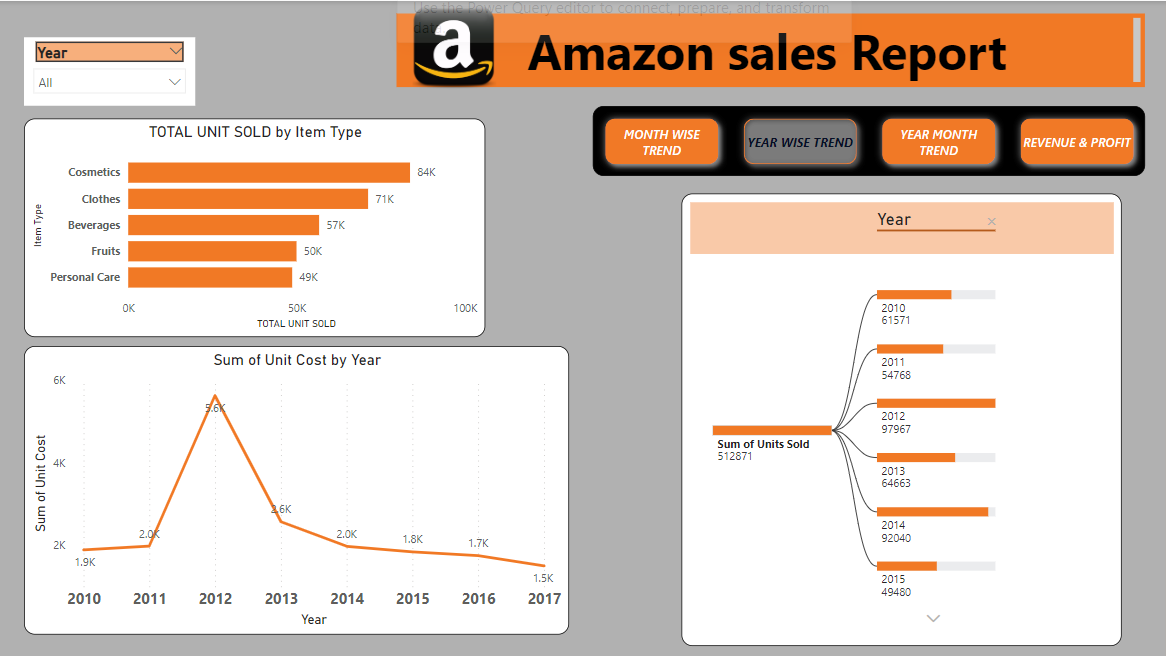 Use the Power Query editor to connect, prepare, and transform
data.
Year
All
a
Amazon sales Report
MONTH WISE
TREND
YEAR WISE TREND
YEAR MONTH
TREND
REVENUE & PROFIT
TOTAL UNIT SOLD by Item Type
Item Type
Cosmetics 84K
Clothes 71K
Beverages 57K
Fruits 50K
Personal Care 49K
0K 50K 100K
TOTAL UNIT SOLD
Sum of Unit Cost by Year
Sum of Unit Cost
6K
4K
2K
1.9K
2.0K
5.6K
2.6K
2.0K
1.8K
1.7K
1.5K
2010 2011 2012 2013 2014 2015 2016 2017
Year
Year
Sum of Units Sold
512871
2010
61571
2011
54768
2012
97967
2013
64663
2014
92040
2015
49480